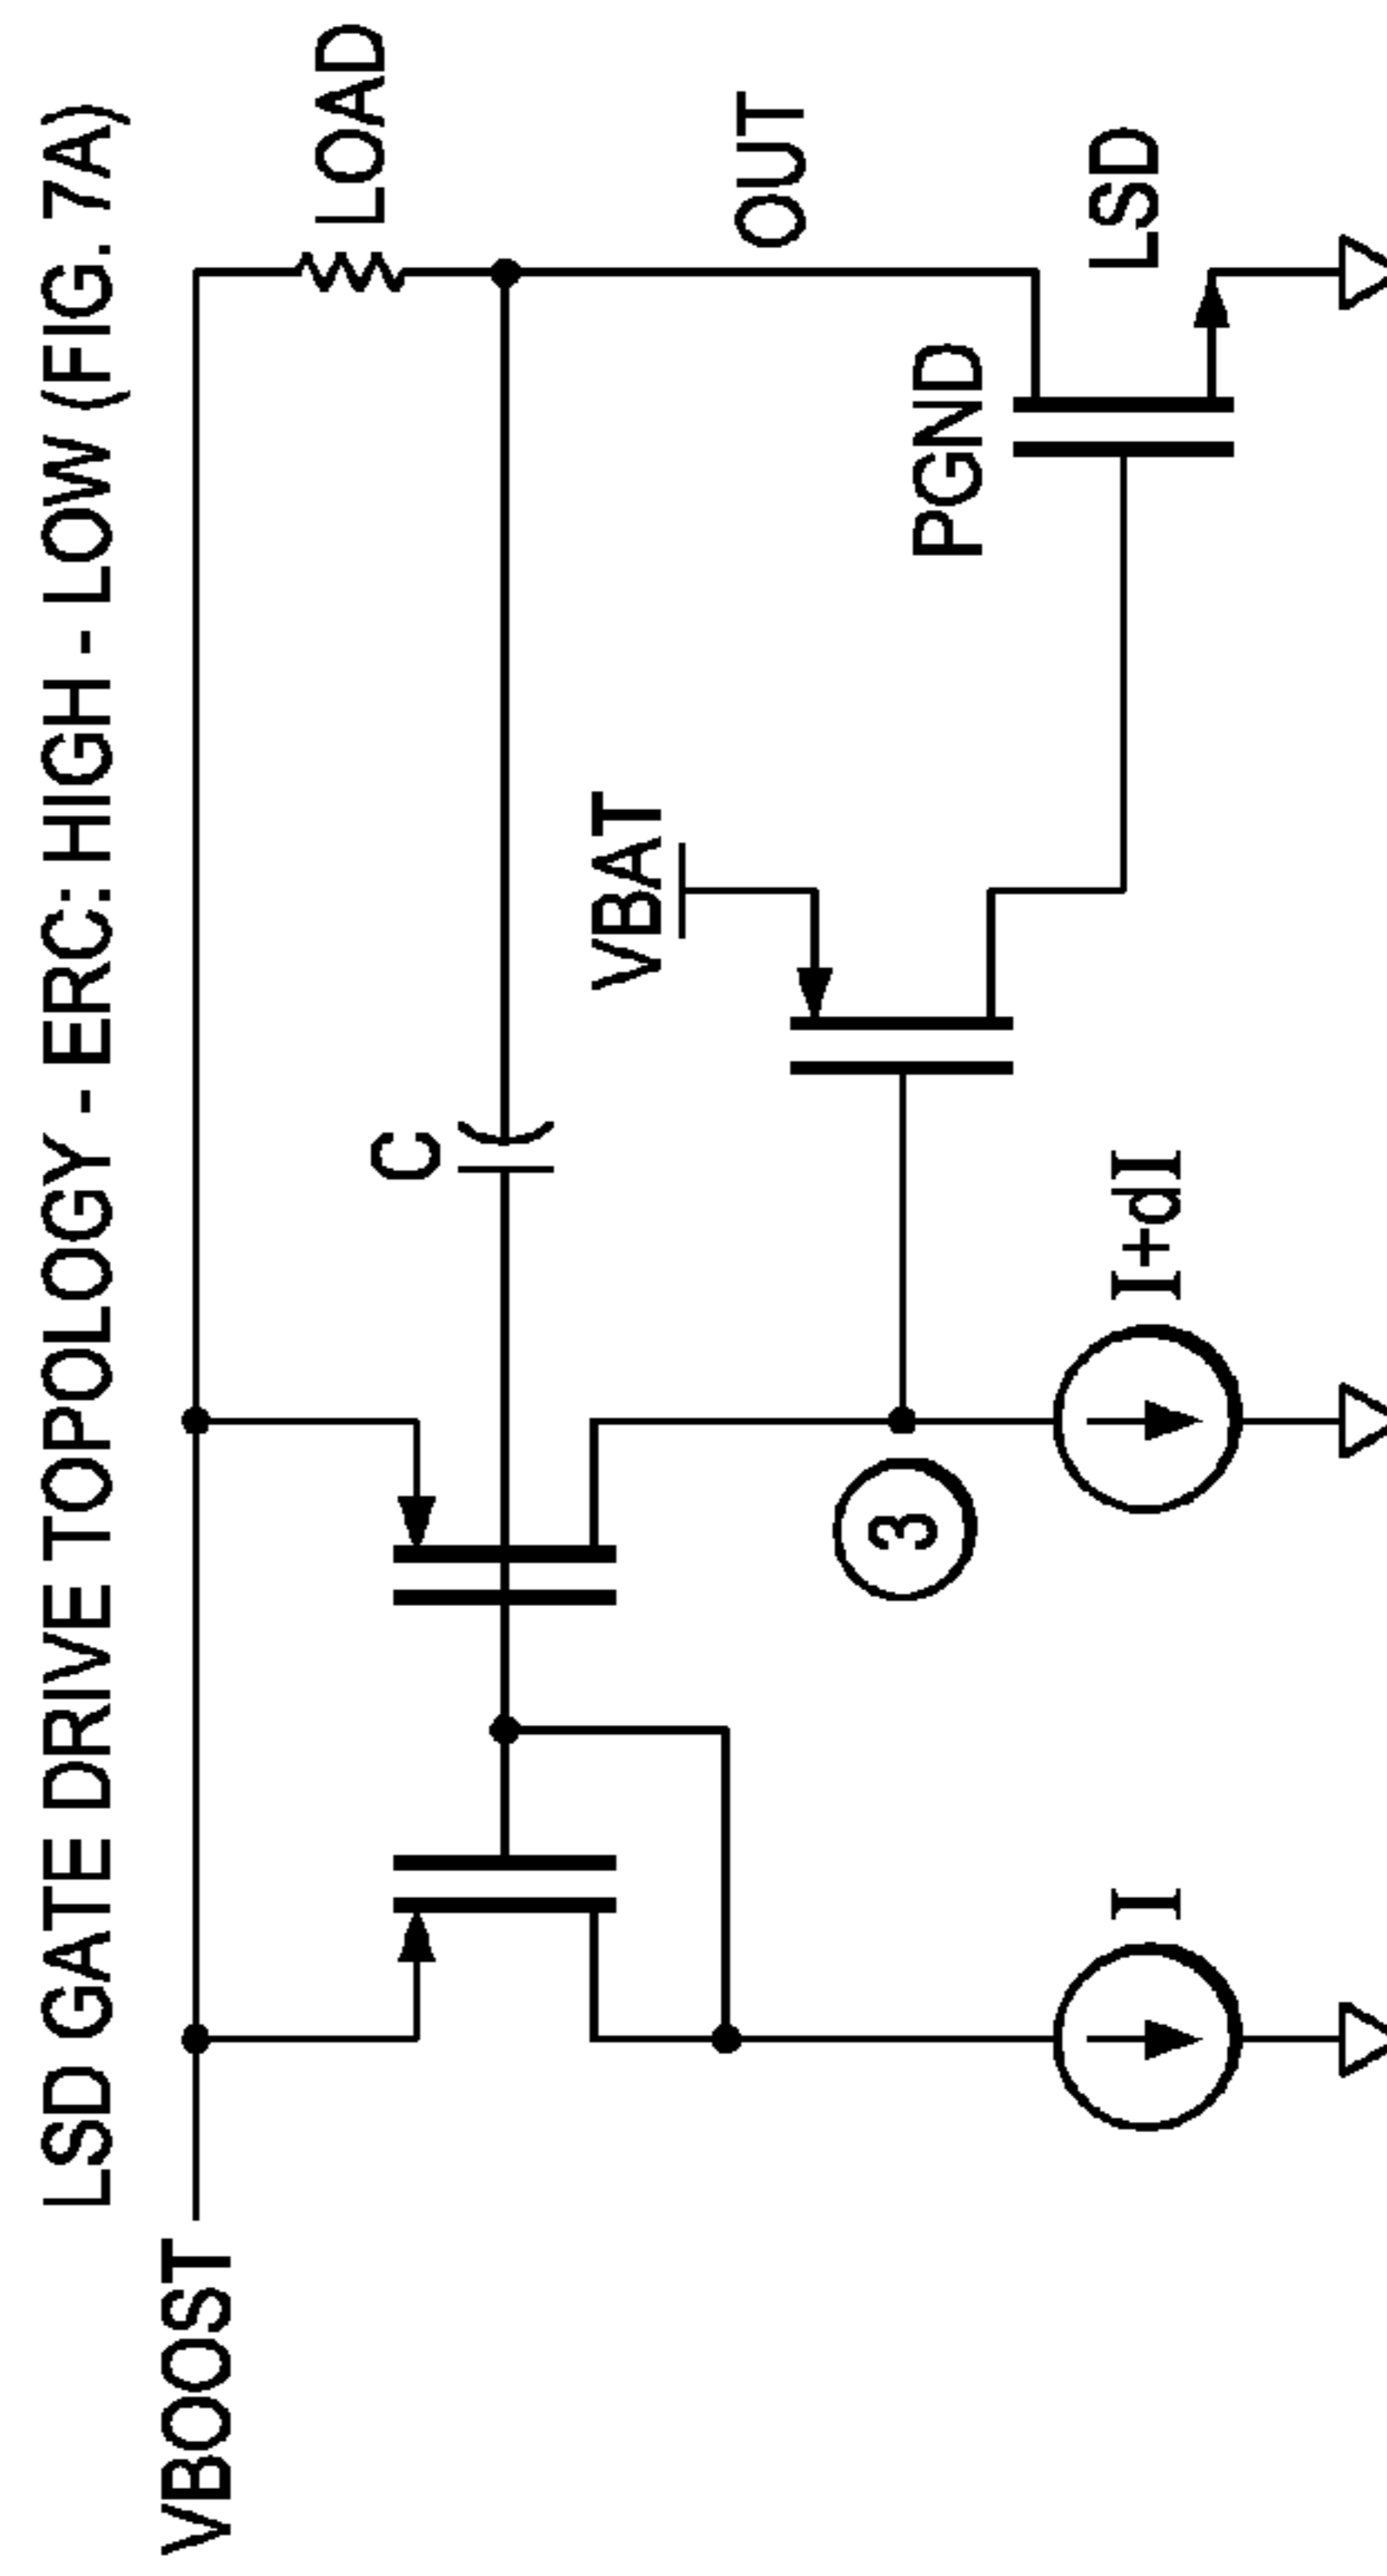 LSD GATE DRIVE TOPOLOGY - ERC: HIGH - LOW (FIG. 7A)
VBOOST
LOAD
C
VBAT
OUT
3
PGND
I
I+dI
LSD